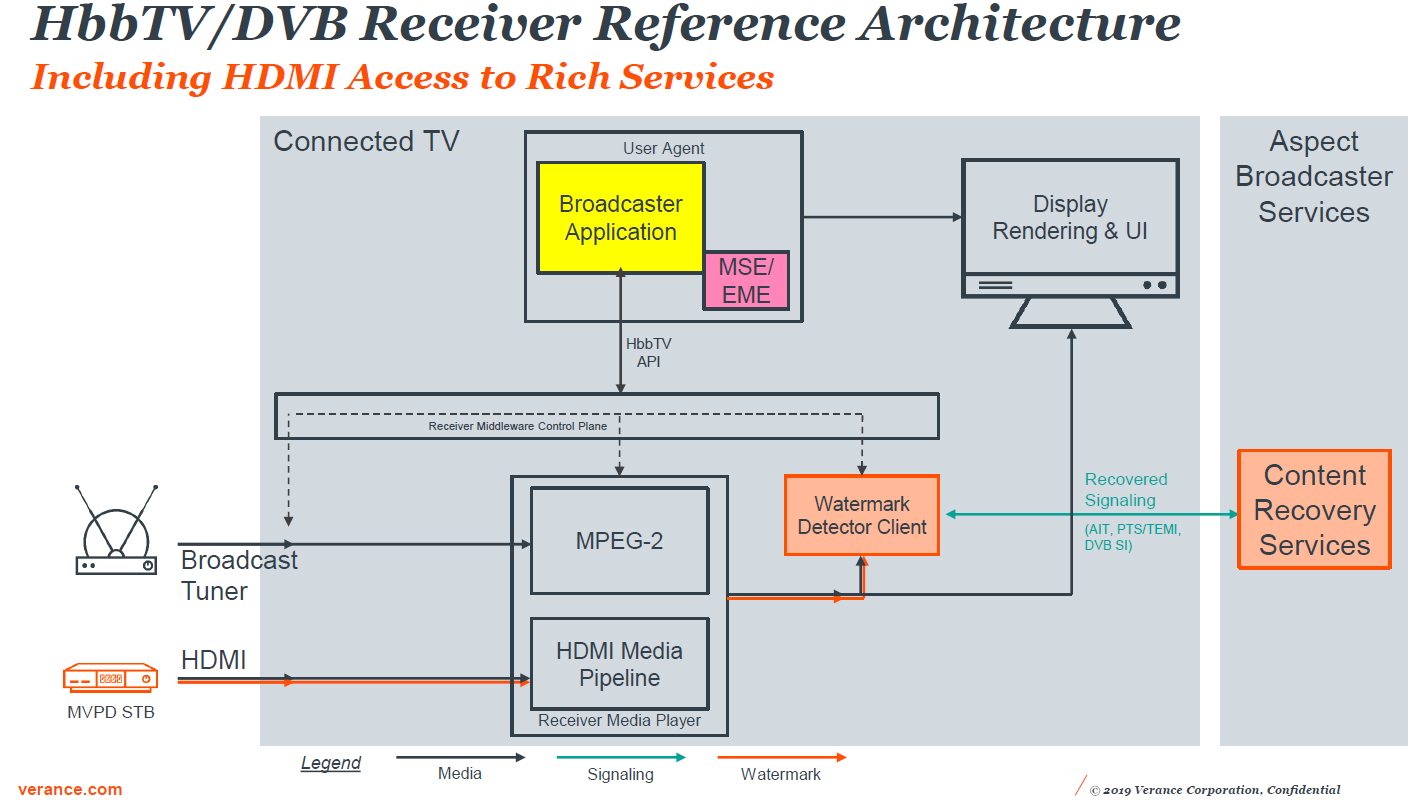 HbbTV/DVB Receiver Reference Architecture
Including HDMI Access to Rich Services
Connected TV
User Agent
Broadcaster
Application
MSE/
EME
Display
Rendering & UI
Aspect
Broadcaster
Services
HbbTV
API
Receiver Middleware Control Plane
MPEG-2
Watermark
Detector Client
Recovered
Signaling
(AIT, PTS/TEMI,
DVB SI)
Content
Recovery
Services
Broadcast
Tuner
HDMI
HDMI Media
Pipeline
Receiver Media Player
MVPD STB
Legend
Media
Signaling
Watermark
verance.com
© 2019 Verance Corporation, Confidential